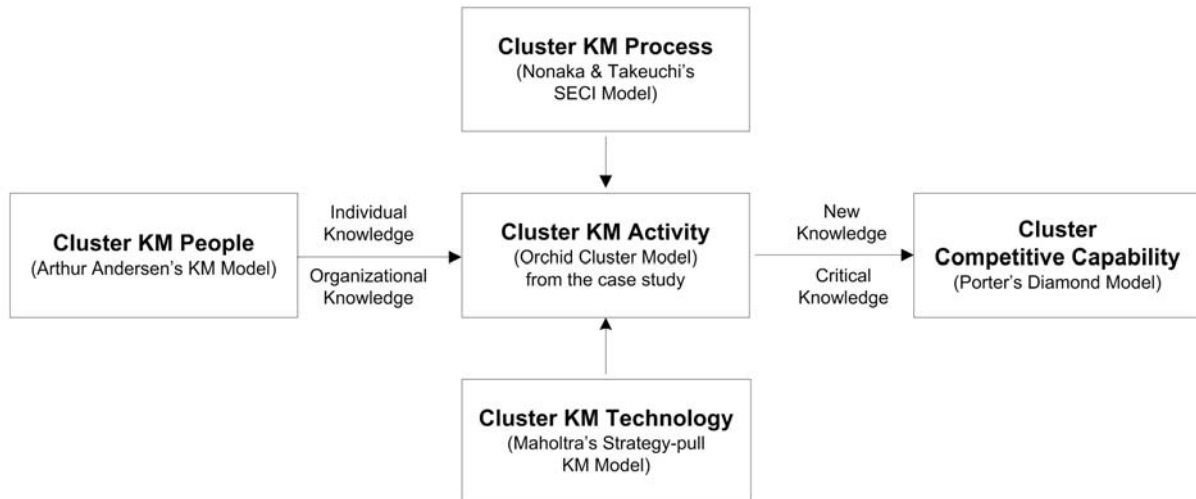 Cluster KM Process
(Nonaka & Takeuchi's
SECI Model)
Cluster KM People
(Arthur Andersen's KM Model)
Individual
Knowledge
Organizational
Knowledge
Cluster KM Activity
(Orchid Cluster Model)
from the case study
New
Knowledge
Critical
Knowledge
Cluster
Competitive Capability
(Porter's Diamond Model)
Cluster KM Technology
(Maholtra's Strategy-pull
KM Model)